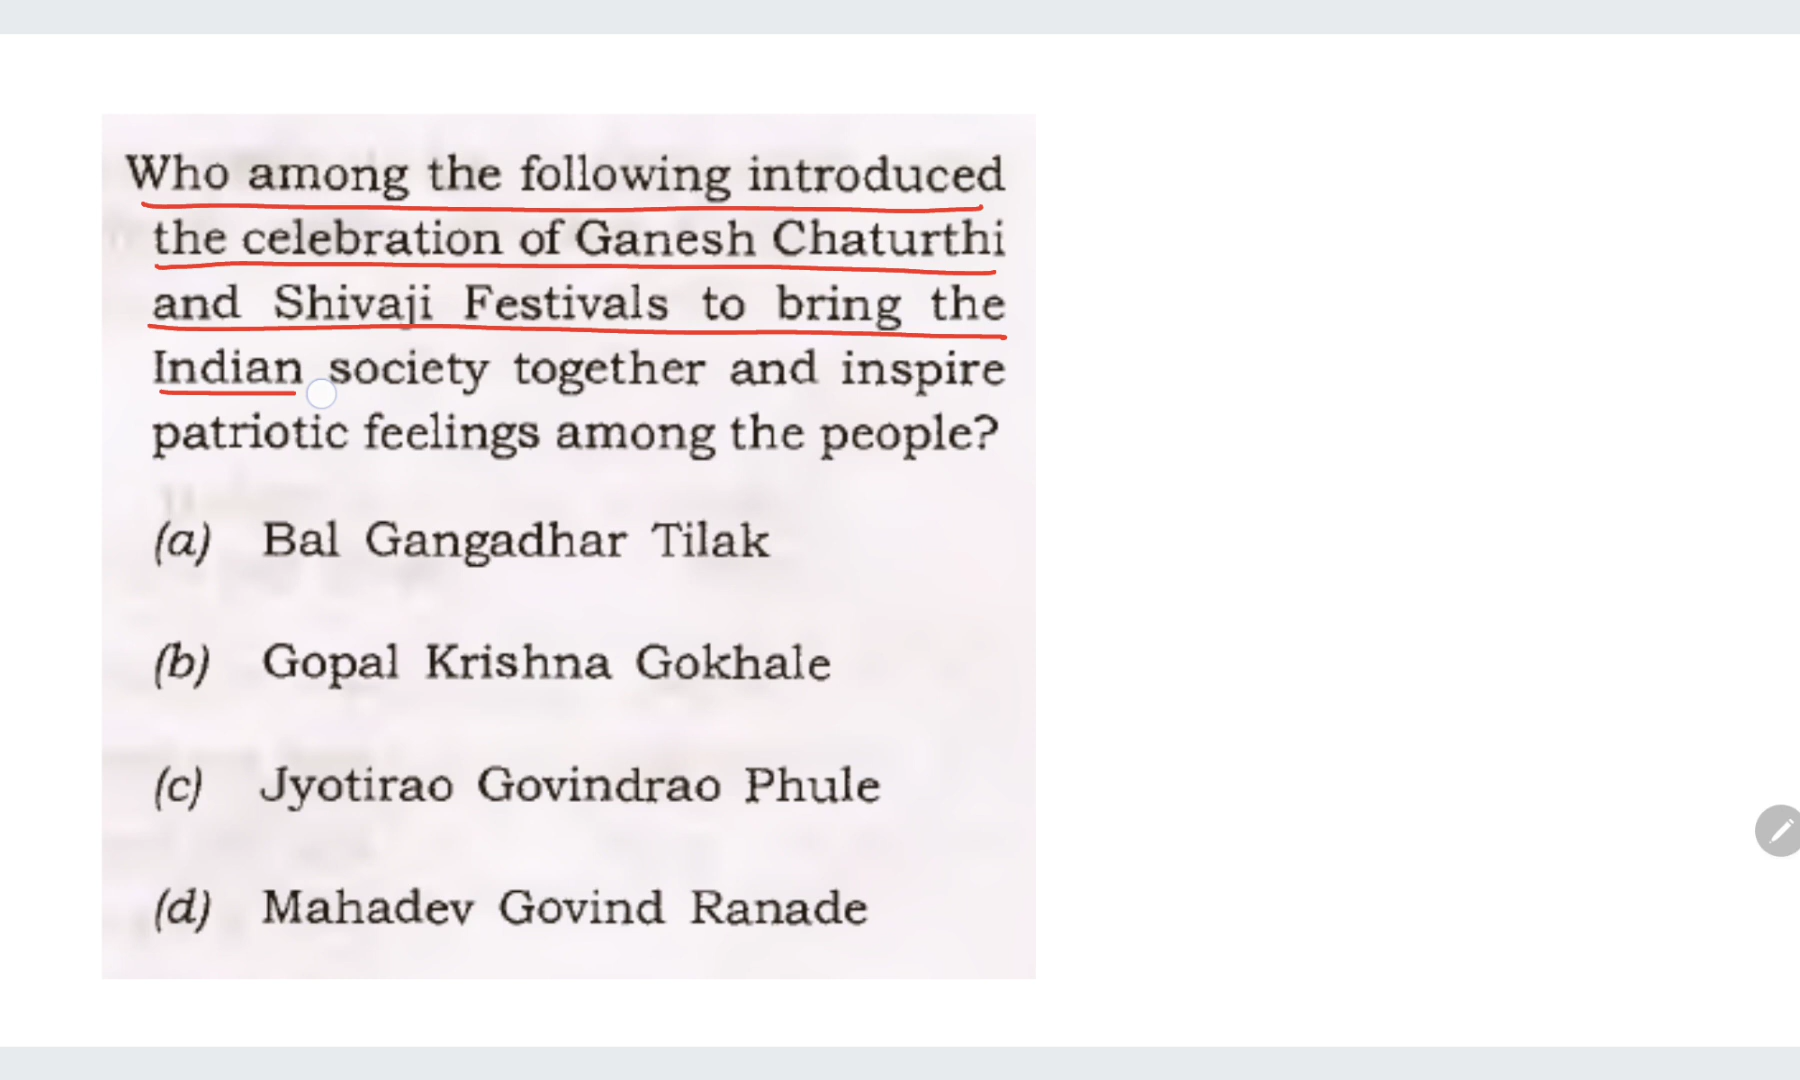 Who among the following introduced
the celebration of Ganesh Chaturthi
and Shivaji Festivals to bring the
Indian society together and inspire
patriotic feelings among the people?
(a) Bal Gangadhar Tilak
(b) Gopal Krishna Gokhale
(c) Jyotirao Govindrao Phule
(d) Mahadev Govind Ranade